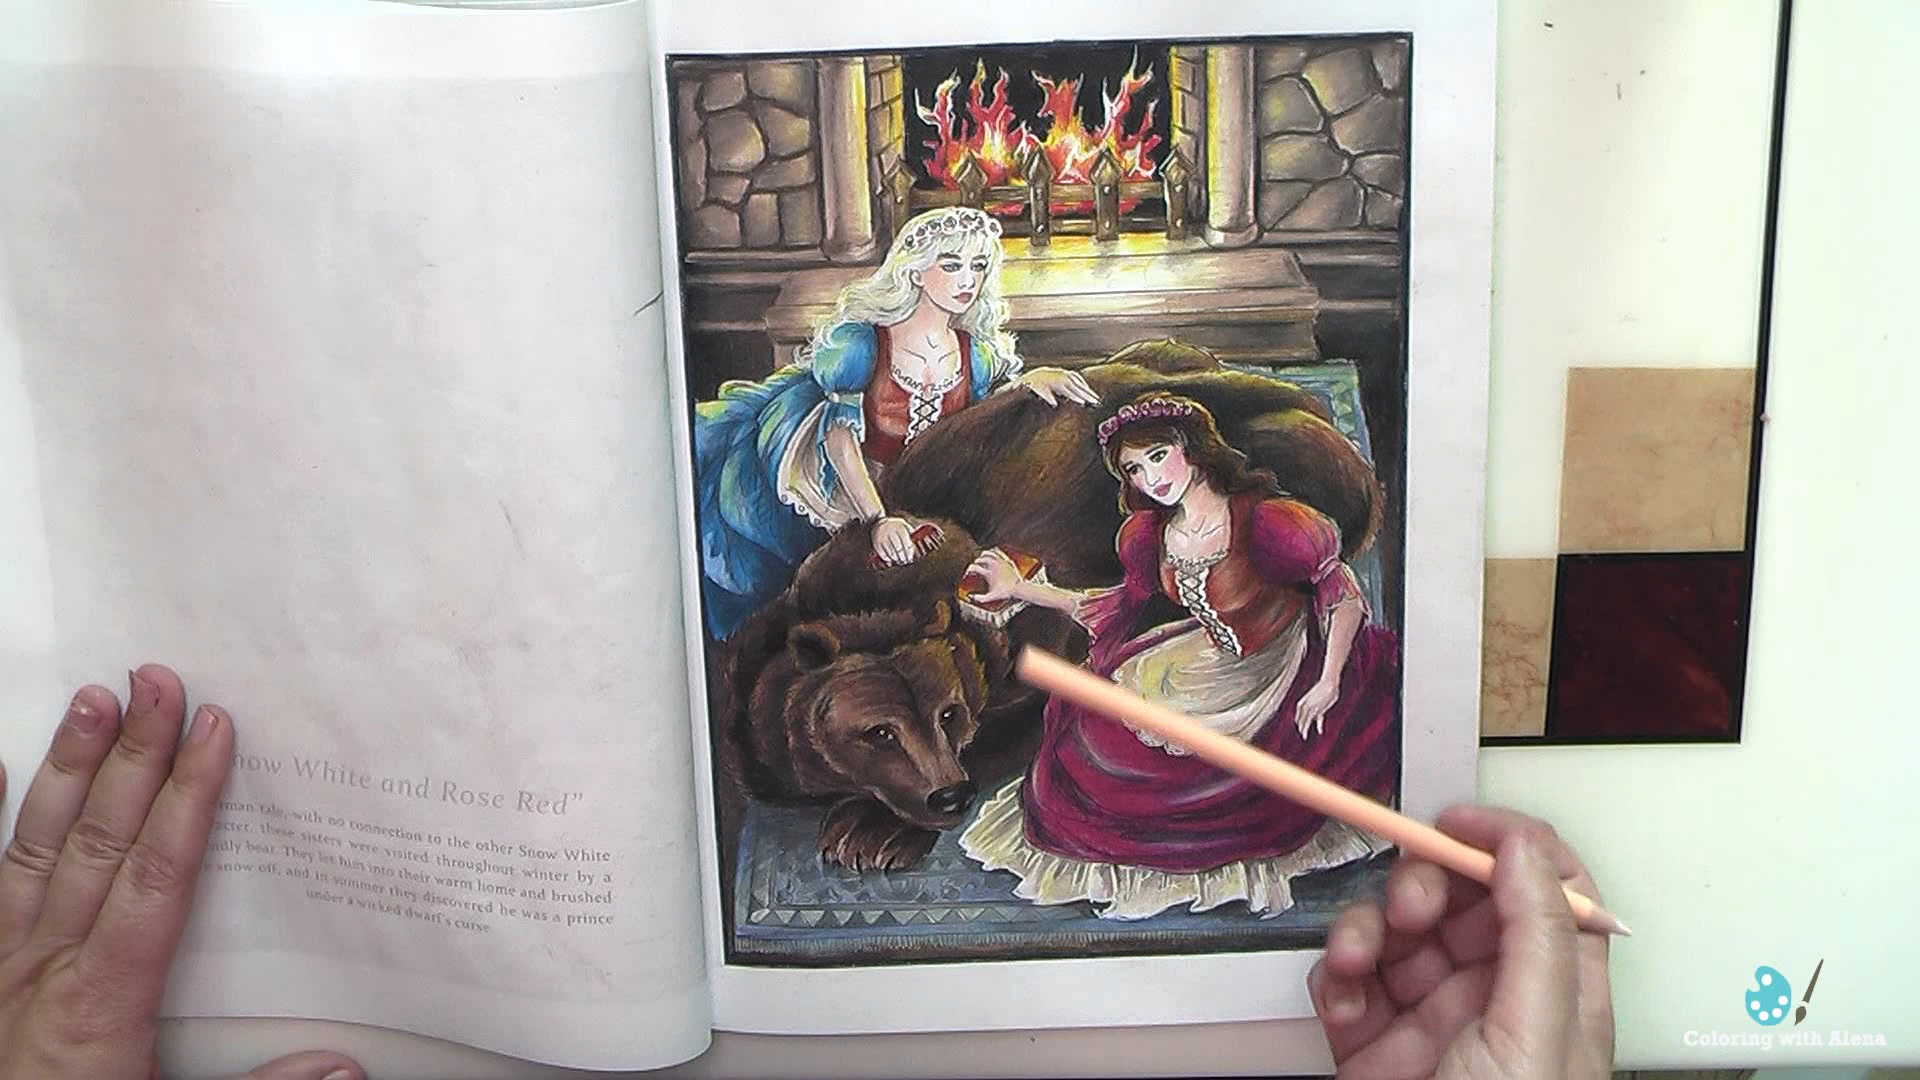 now White and Rose Red”
rman tale, with no connection to the other Snow White
acter, these sisters were visited throughout winter by a
ndly bear. They let him into their warm home and brushed
snow off, and in summer they discovered he was a prince
under a wicked dwarf's curse
Coloring with Alena